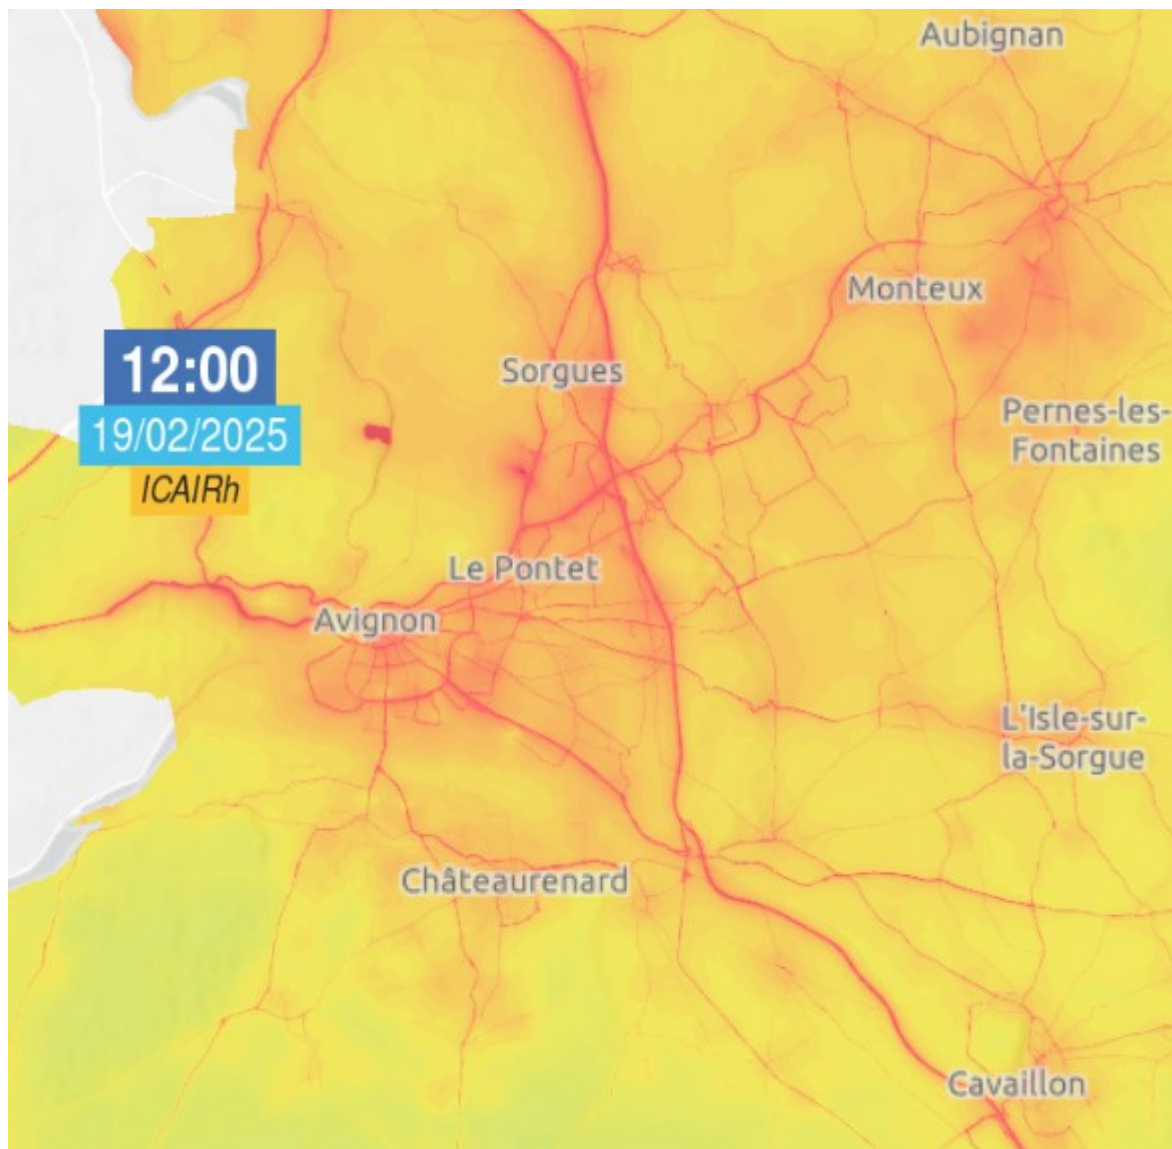 Aubignan
Monteux
12:00
19/02/2025
ICAIRh
Sorgues
Pernes-les-
Fontaines
Le Pontet
Avignon
L'Isle-sur-
la-Sorgue
Châteaurenard
Cavaillon